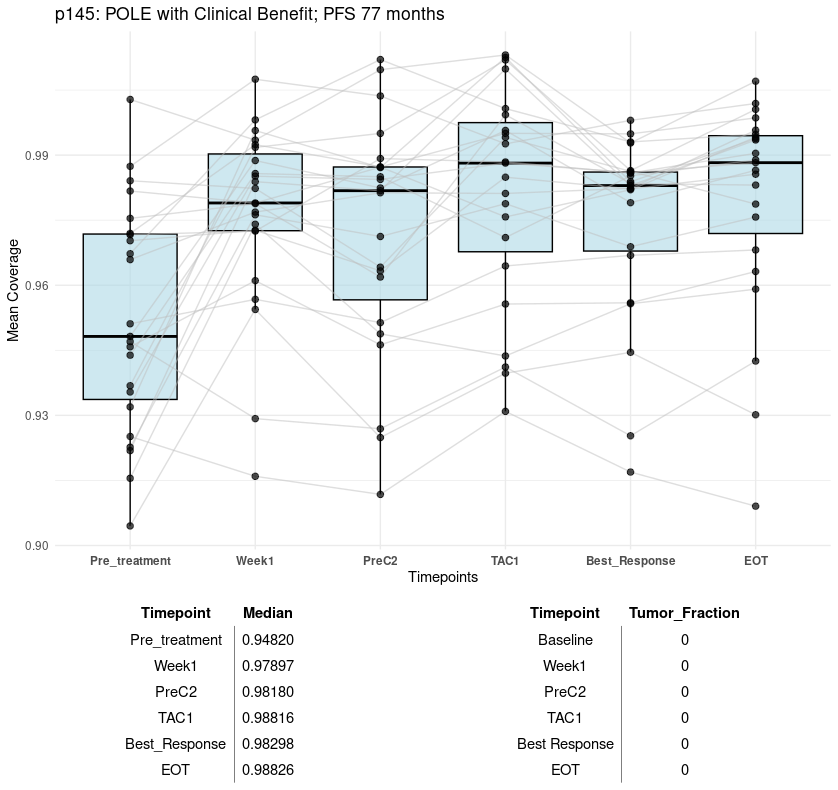 p145: POLE with Clinical Benefit; PFS 77 months
Mean Coverage
0.99
0.96
0.93
0.90
Pre_treatment Week1 PreC2 TAC1 Best_Response EOT
Timepoints
Timepoint Median
Pre_treatment 0.94820
Week1 0.97897
PreC2 0.98180
TAC1 0.98816
Best_Response 0.98298
EOT 0.98826
Timepoint Tumor_Fraction
Baseline 0
Week1 0
PreC2 0
TAC1 0
Best Response 0
EOT 0